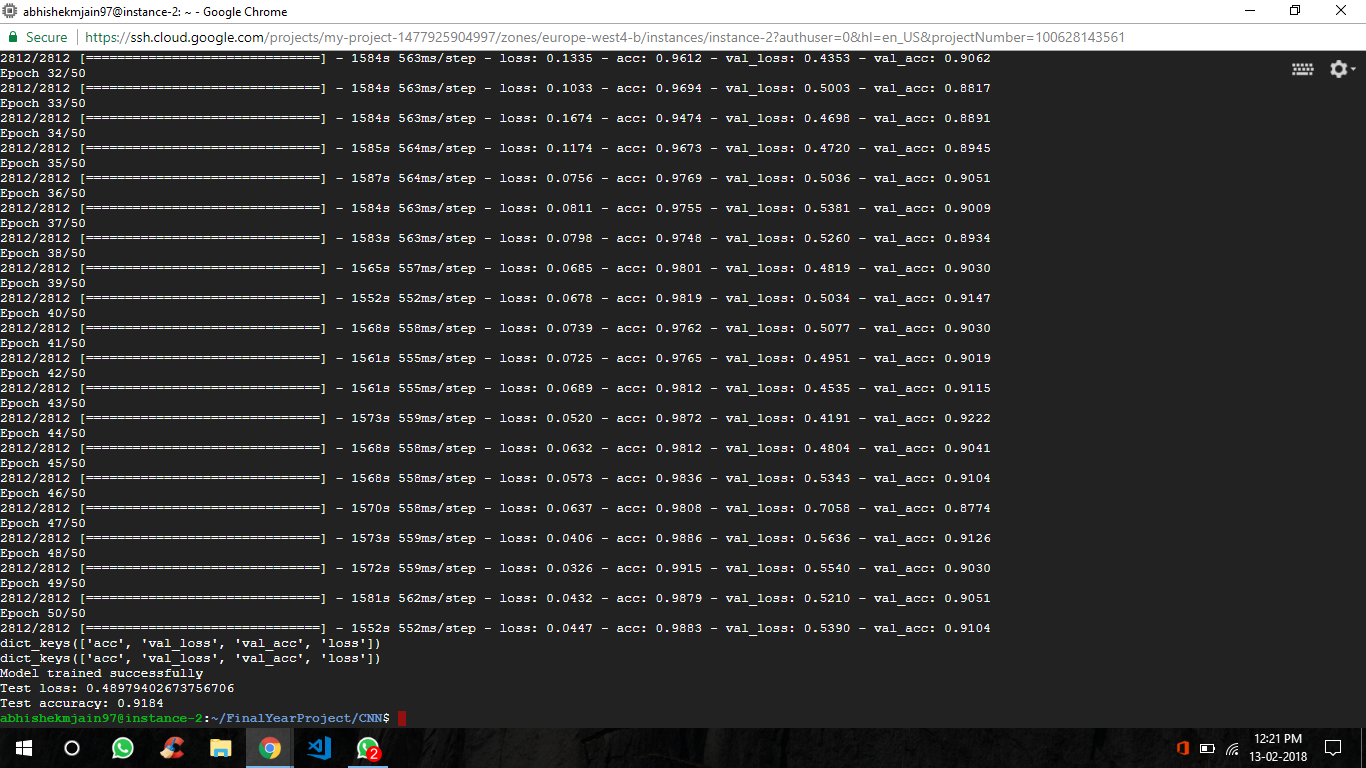 abhishekmjain97@instance-2: ~ - Google Chrome
Secure | https://ssh.cloud.google.com/projects/my-project-1477925904997/zones/europe-west4-b/instances/instance-2?authuser=0&hl=en_US&projectNumber=100628143561
2812/2812 [==============================] - 1584s 563ms/step - loss: 0.1335 - acc: 0.9612 - val_loss: 0.4353 - val_acc: 0.9062
Epoch 32/50
2812/2812 [==============================] - 1584s 563ms/step - loss: 0.1033 - acc: 0.9694 - val_loss: 0.5003 - val_acc: 0.8817
Epoch 33/50
2812/2812 [==============================] - 1584s 563ms/step - loss: 0.1674 - acc: 0.9474 - val_loss: 0.4698 - val_acc: 0.8891
Epoch 34/50
2812/2812 [==============================] - 1585s 564ms/step - loss: 0.1174 - acc: 0.9673 - val_loss: 0.4720 - val_acc: 0.8945
Epoch 35/50
2812/2812 [==============================] - 1587s 564ms/step - loss: 0.0756 - acc: 0.9769 - val_loss: 0.5036 - val_acc: 0.9051
Epoch 36/50
2812/2812 [==============================] - 1584s 563ms/step - loss: 0.0811 - acc: 0.9755 - val_loss: 0.5381 - val_acc: 0.9009
Epoch 37/50
2812/2812 [==============================] - 1583s 563ms/step - loss: 0.0798 - acc: 0.9748 - val_loss: 0.5260 - val_acc: 0.8934
Epoch 38/50
2812/2812 [==============================] - 1565s 557ms/step - loss: 0.0685 - acc: 0.9801 - val_loss: 0.4819 - val_acc: 0.9030
Epoch 39/50
2812/2812 [==============================] - 1552s 552ms/step - loss: 0.0678 - acc: 0.9819 - val_loss: 0.5034 - val_acc: 0.9147
Epoch 40/50
2812/2812 [==============================] - 1568s 558ms/step - loss: 0.0739 - acc: 0.9762 - val_loss: 0.5077 - val_acc: 0.9030
Epoch 41/50
2812/2812 [==============================] - 1561s 555ms/step - loss: 0.0725 - acc: 0.9765 - val_loss: 0.4951 - val_acc: 0.9019
Epoch 42/50
2812/2812 [==============================] - 1561s 555ms/step - loss: 0.0689 - acc: 0.9812 - val_loss: 0.4535 - val_acc: 0.9115
Epoch 43/50
2812/2812 [==============================] - 1573s 559ms/step - loss: 0.0520 - acc: 0.9872 - val_loss: 0.4191 - val_acc: 0.9222
Epoch 44/50
2812/2812 [==============================] - 1568s 558ms/step - loss: 0.0632 - acc: 0.9812 - val_loss: 0.4804 - val_acc: 0.9041
Epoch 45/50
2812/2812 [==============================] - 1568s 558ms/step - loss: 0.0573 - acc: 0.9836 - val_loss: 0.5343 - val_acc: 0.9104
Epoch 46/50
2812/2812 [==============================] - 1570s 558ms/step - loss: 0.0637 - acc: 0.9808 - val_loss: 0.7058 - val_acc: 0.8774
Epoch 47/50
2812/2812 [==============================] - 1573s 559ms/step - loss: 0.0406 - acc: 0.9886 - val_loss: 0.5636 - val_acc: 0.9126
Epoch 48/50
2812/2812 [==============================] - 1572s 559ms/step - loss: 0.0326 - acc: 0.9915 - val_loss: 0.5540 - val_acc: 0.9030
Epoch 49/50
2812/2812 [==============================] - 1581s 562ms/step - loss: 0.0432 - acc: 0.9879 - val_loss: 0.5210 - val_acc: 0.9051
Epoch 50/50
2812/2812 [==============================] - 1552s 552ms/step - loss: 0.0447 - acc: 0.9883 - val_loss: 0.5390 - val_acc: 0.9104
dict_keys(['acc', 'val_loss', 'val_acc', 'loss'])
dict_keys(['acc', 'val_loss', 'val_acc', 'loss'])
Model trained successfully
Test loss: 0.48979402673756706
Test accuracy: 0.9184
abhishekmjain97@instance-2:~/FinalYearProject/CNN$
2
12:21 PM
13-02-2018